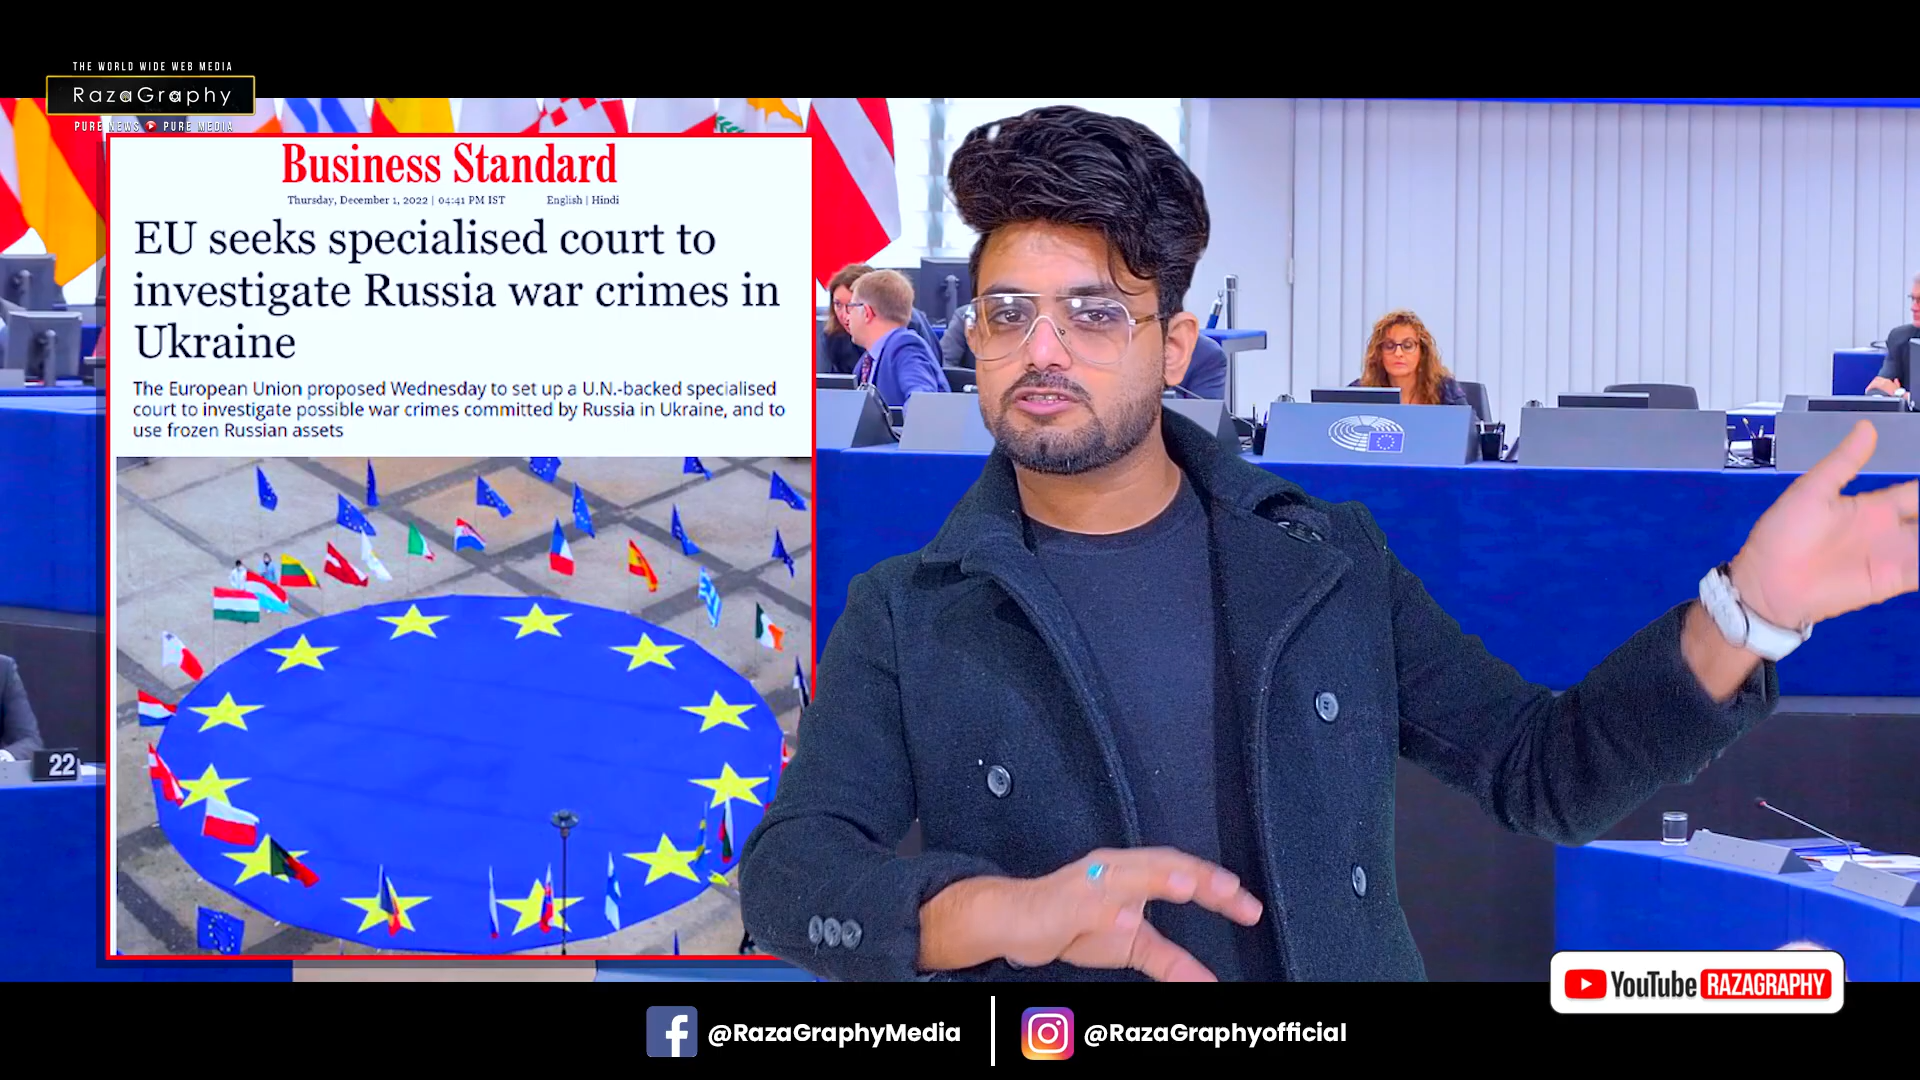 THE WORLD WIDE WEB MEDIA
RazaGraphy
PURE NEWS PURE MEDIA
Business Standard
Thursday, December 1, 2022 | 04:41 PM IST English | Hindi
EU seeks specialised court to
investigate Russia war crimes in
Ukraine
The European Union proposed Wednesday to set up a U.N.-backed specialised
court to investigate possible war crimes committed by Russia in Ukraine, and to
use frozen Russian assets
22
YouTube RAZAGRAPHY
@RazaGraphyMedia
@RazaGraphyofficial